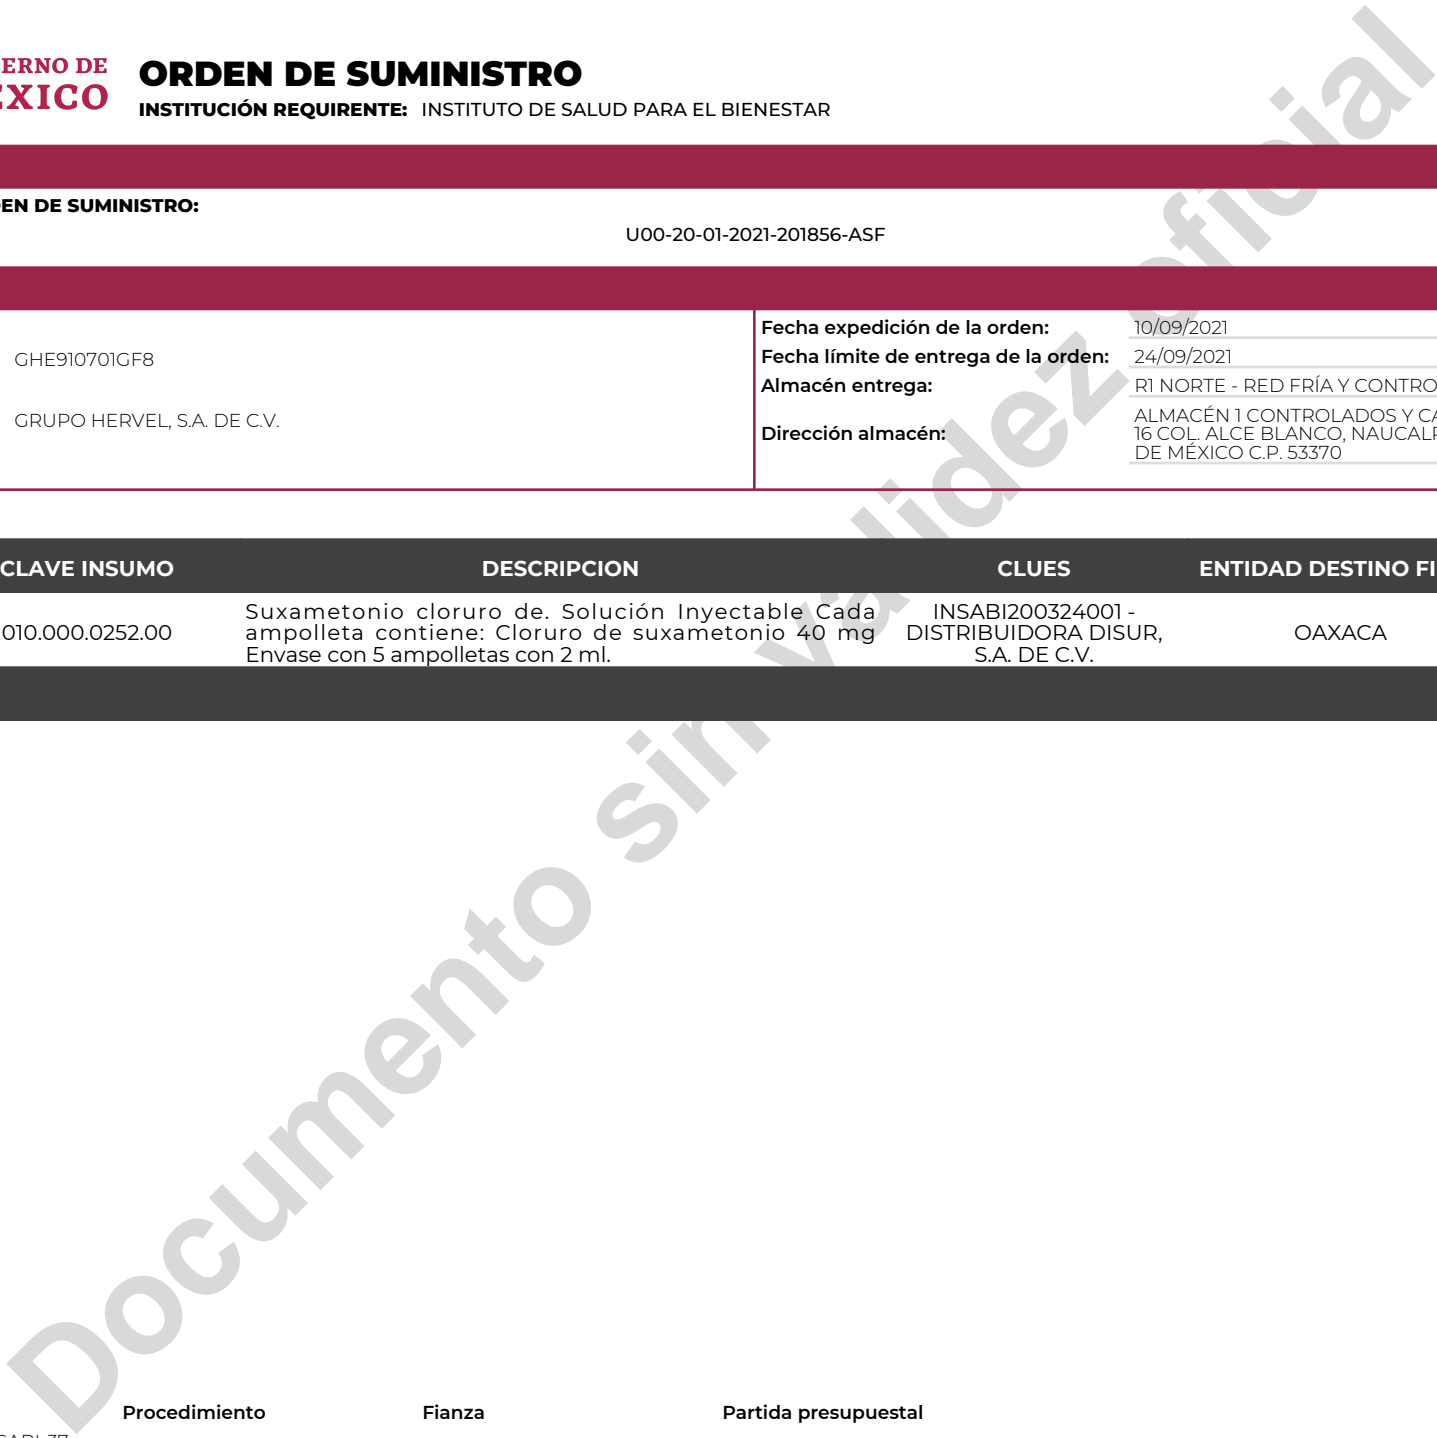 ERNO DE
ÉXICO
ORDEN DE SUMINISTRO
INSTITUCIÓN REQUIRENTE: INSTITUTO DE SALUD PARA EL BIENESTAR
EN DE SUMINISTRO:
U00-20-01-2021-201856-ASF
GHE910701GF8
GRUPO HERVEL, S.A. DE C.V.
Fecha expedición de la orden: 10/09/2021
Fecha límite de entrega de la orden: 24/09/2021
Almacén entrega: R1 NORTE - RED FRÍA Y CONTRO
Dirección almacén: ALMACÉN 1 CONTROLADOS Y CA
16 COL. ALCE BLANCO, NAUCALP
DE MÉXICO C.P. 53370
CLAVE INSUMO DESCRIPCION CLUES ENTIDAD DESTINO FI
010.000.0252.00
Suxametonio cloruro de. Solución Inyectable Cada
ampolleta contiene: Cloruro de suxametonio 40 mg
Envase con 5 ampolletas con 2 ml.
INSABI200324001 -
DISTRIBUIDORA DISUR,
S.A. DE C.V.
OAXACA
Documento sin validez oficial
Procedimiento Fianza Partida presupuestal